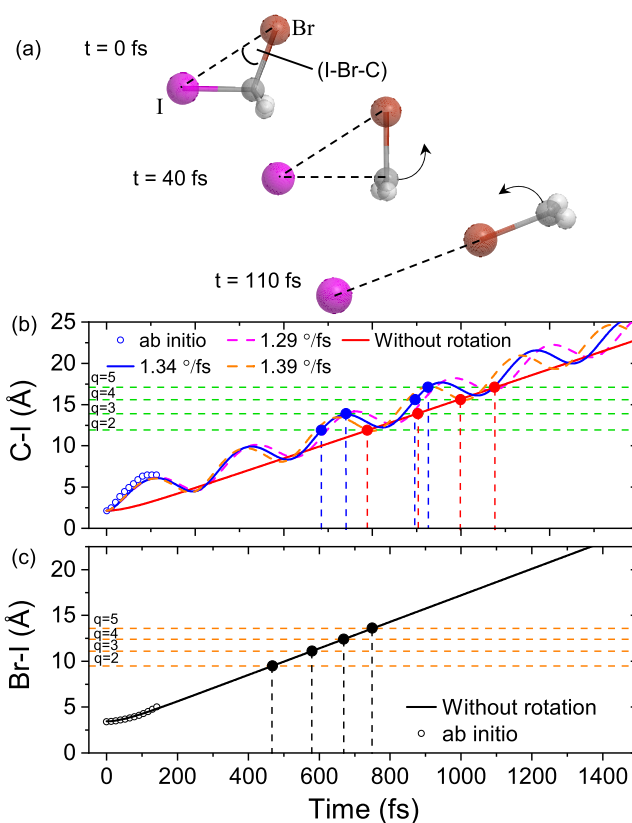 (a)
t = 0 fs
Br
(I-Br-C)
I
t = 40 fs
t = 110 fs
(b)
ab initio
1.29 °/fs
Without rotation
1.34 °/fs
1.39 °/fs
C-I (Å)
25
20
15
10
5
0
q=5
q=4
q=3
q=2
(c)
Br-I (Å)
20
15
10
5
0
q=5
q=4
q=3
q=2
Without rotation
ab initio
0 200 400 600 800 1000 1200 1400
Time (fs)